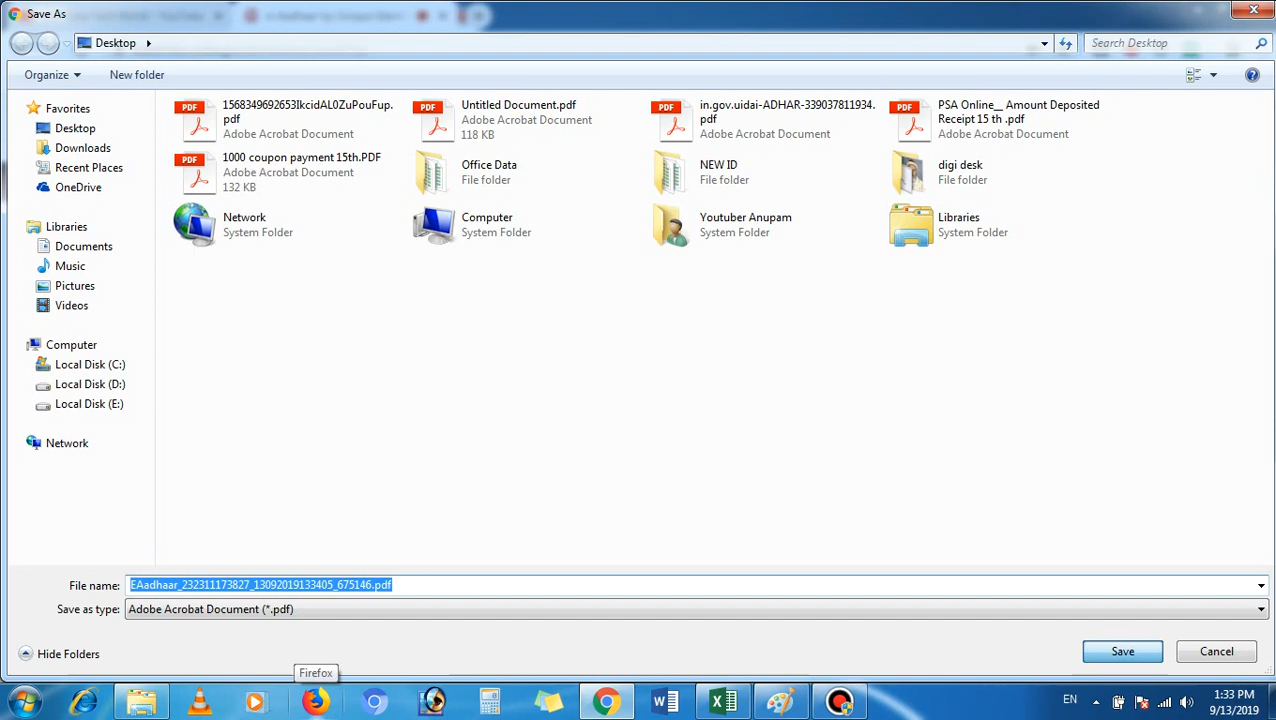 Save As
Desktop
Search Desktop
Organize
New folder
Favorites
Desktop
Downloads
Recent Places
OneDrive
Libraries
Documents
Music
Pictures
Videos
Computer
Local Disk (C:)
Local Disk (D:)
Local Disk (E:)
Network
PDF
1568349692653IkcidAL0ZuPouFup.
pdf
Adobe Acrobat Document
PDF
Untitled Document.pdf
Adobe Acrobat Document
118 KB
PDF
in.gov.uidai-ADHAR-339037811934.
pdf
Adobe Acrobat Document
PDF
PSA Online__ Amount Deposited
Receipt 15 th .pdf
Adobe Acrobat Document
PDF
1000 coupon payment 15th.PDF
Adobe Acrobat Document
132 KB
Office Data
File folder
NEW ID
File folder
digi desk
File folder
Network
System Folder
Computer
System Folder
Youtuber Anupam
System Folder
Libraries
System Folder
File name: EAadhaar_232311173827_13092019133405_675146.pdf
Save as type: Adobe Acrobat Document (*.pdf)
Hide Folders
Save
Cancel
Firefox
EN
1:33 PM
9/13/2019